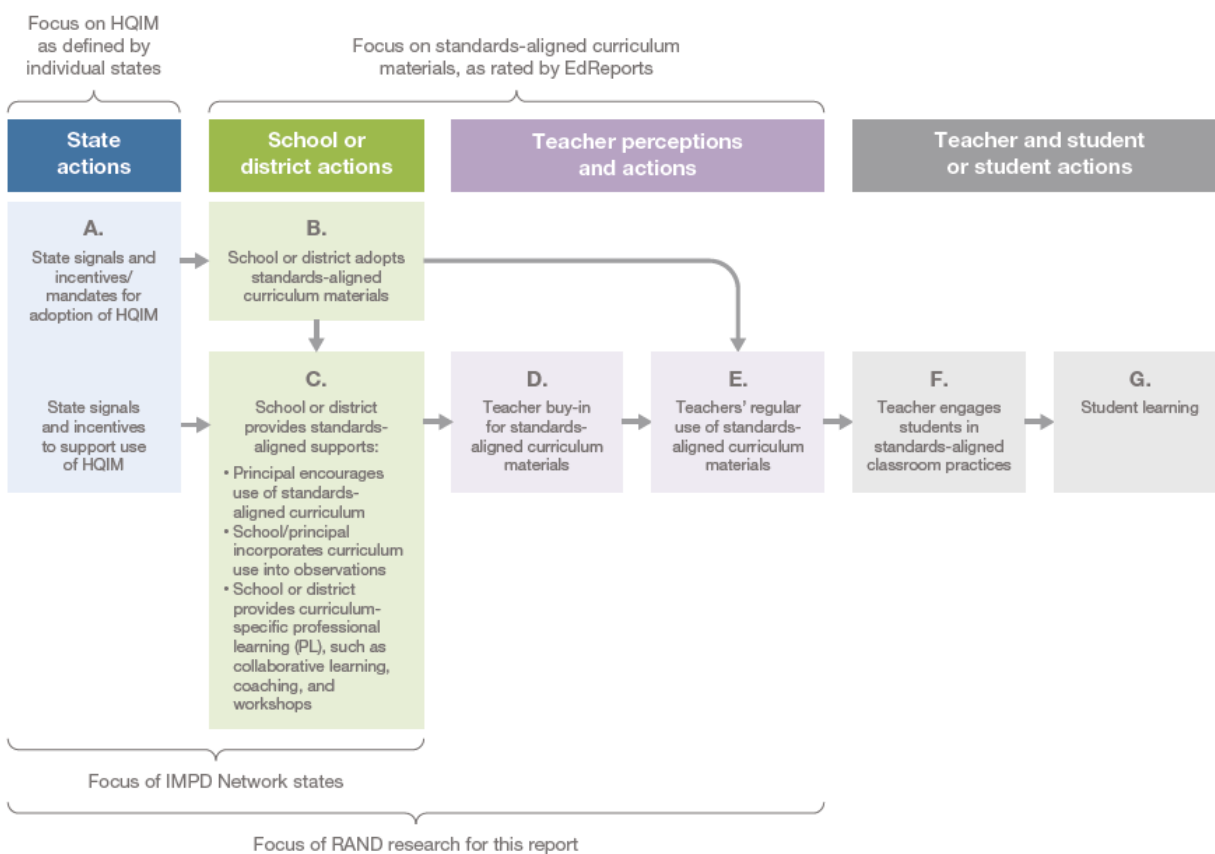 Focus on HQIM
as defined by
individual states
Focus on standards-aligned curriculum
materials, as rated by EdReports
State
actions
School or
district actions
Teacher perceptions
and actions
Teacher and student
or student actions
A.
State signals and
incentives/
mandates for
adoption of HQIM
B.
School or district adopts
standards-aligned
curriculum materials
State signals
and incentives
to support use
of HQIM
C.
School or district
provides standards-
aligned supports:
• Principal encourages
use of standards-
aligned curriculum
• School/principal
incorporates curriculum
use into observations
• School or district
provides curriculum-
specific professional
learning (PL), such as
collaborative learning,
coaching, and
workshops
D.
Teacher buy-in
for standards-
aligned curriculum
materials
E.
Teachers’ regular
use of standards-
aligned curriculum
materials
F.
Teacher engages
students in
standards-aligned
classroom practices
G.
Student learning
Focus of IMPD Network states
Focus of RAND research for this report